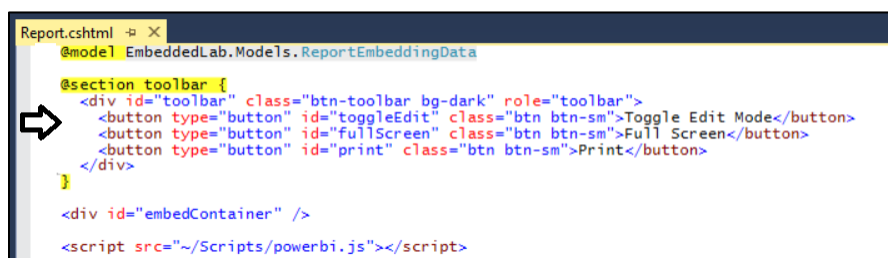 Report.cshtml
@model EmbeddedLab.Models.ReportEmbeddingData
@section toolbar {
<div id="toolbar" class="btn-toolbar bg-dark" role="toolbar">
<button type="button" id="toggleEdit" class="btn btn-sm">Toggle Edit Mode</button>
<button type="button" id="fullScreen" class="btn btn-sm">Full Screen</button>
<button type="button" id="print" class="btn btn-sm">Print</button>
</div>
}
<div id="embedContainer" />
<script src="~/Scripts/powerbi.js"></script>